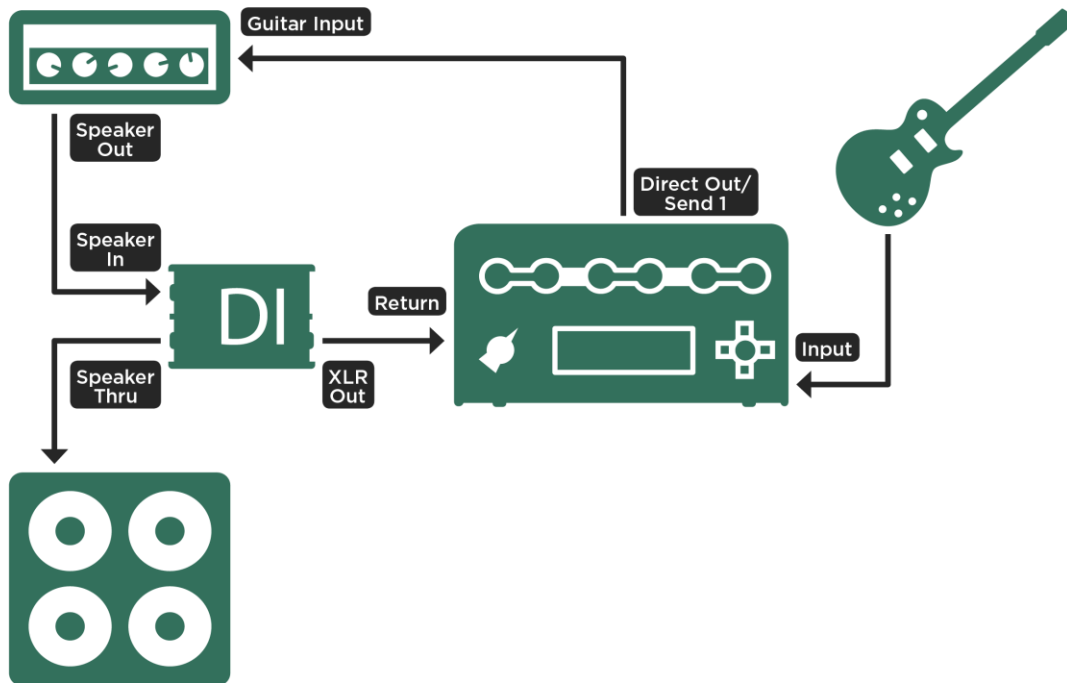 Guitar Input
Speaker
Out
Direct Out/
Send 1
Speaker
In
DI
Return
Input
Speaker
Thru
XLR
Out